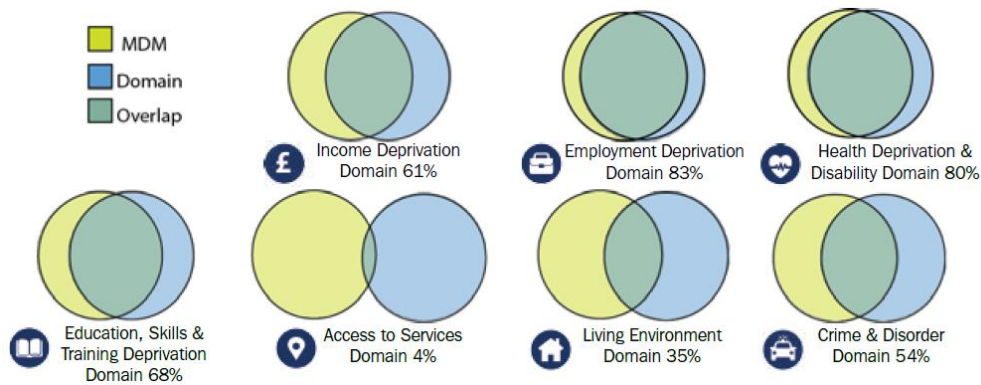 MDM
Domain
Overlap
£
Income Deprivation
Domain 61%
Employment Deprivation
Domain 83%
Health Deprivation &
Disability Domain 80%
Education, Skills &
Training Deprivation
Domain 68%
Access to Services
Domain 4%
Living Environment
Domain 35%
Crime & Disorder
Domain 54%